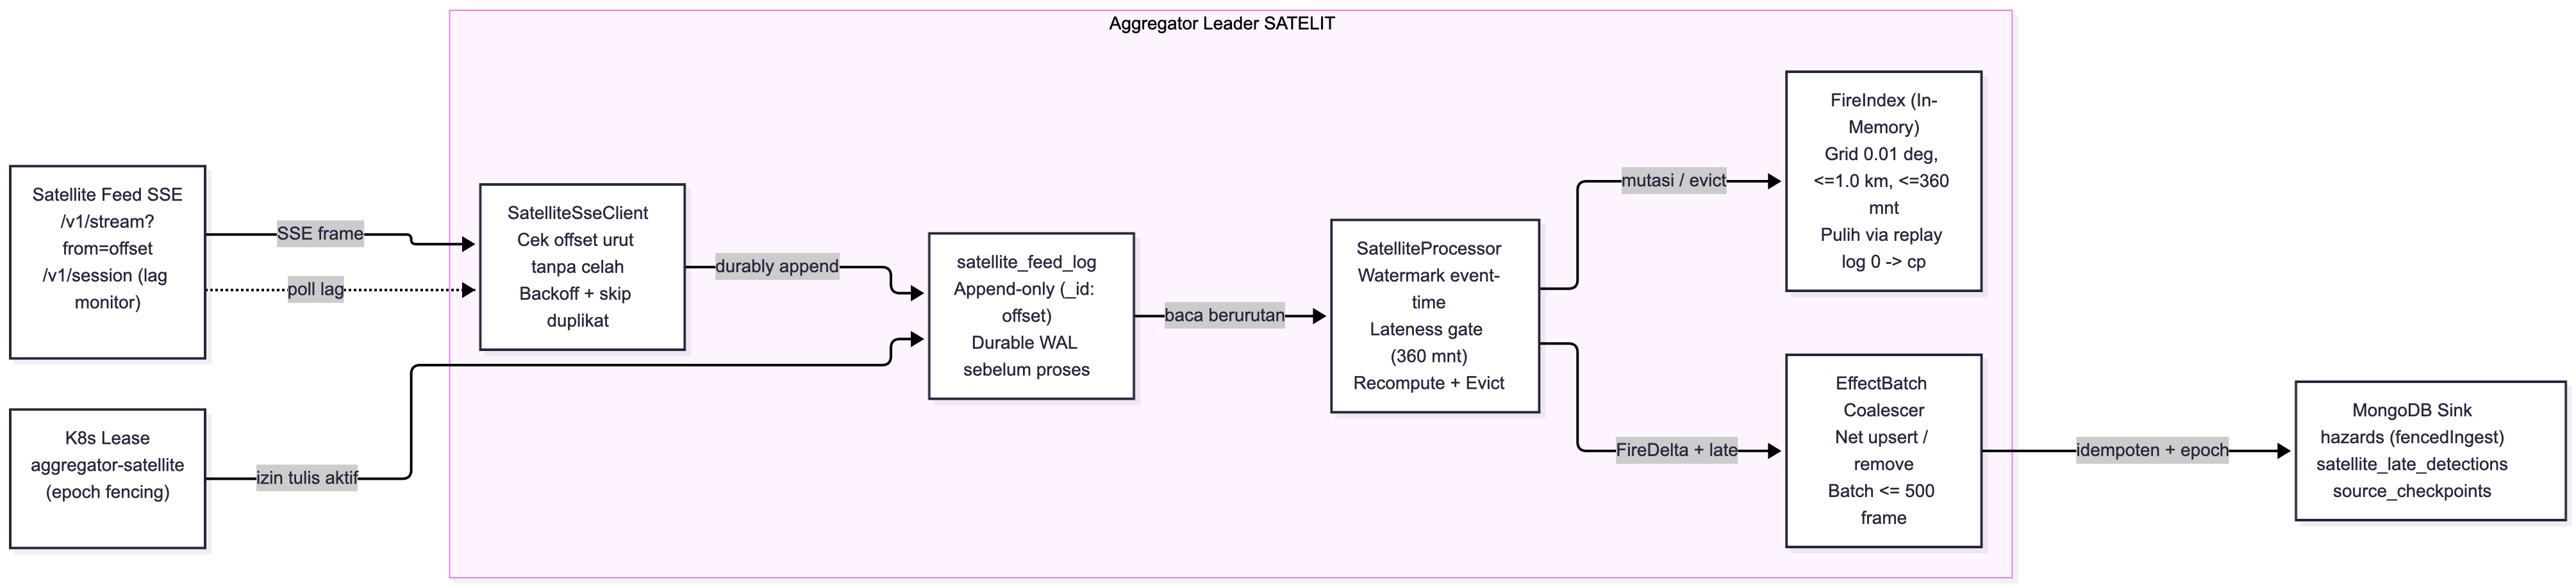 Aggregator Leader SATELIT
Satellite Feed SSE
/v1/stream?
from=offset
/v1/session (lag
monitor)
SSE frame
poll lag
K8s Lease
aggregator-satellite
(epoch fencing)
izin tulis aktif
SatelliteSseClient
Cek offset urut
tanpa celah
Backoff + skip
duplikat
durably append
satellite_feed_log
Append-only (_id:
offset)
Durable WAL
sebelum proses
baca berurutan
SatelliteProcessor
Watermark event-
time
Lateness gate
(360 mnt)
Recompute + Evict
mutasi / evict
FireIndex (In-
Memory)
Grid 0.01 deg,
<=1.0 km, <=360
mnt
Pulih via replay
log 0 -> cp
FireDelta + late
EffectBatch
Coalescer
Net upsert /
remove
Batch <= 500
frame
idempoten + epoch
MongoDB Sink
hazards (fencedIngest)
satellite_late_detections
source_checkpoints